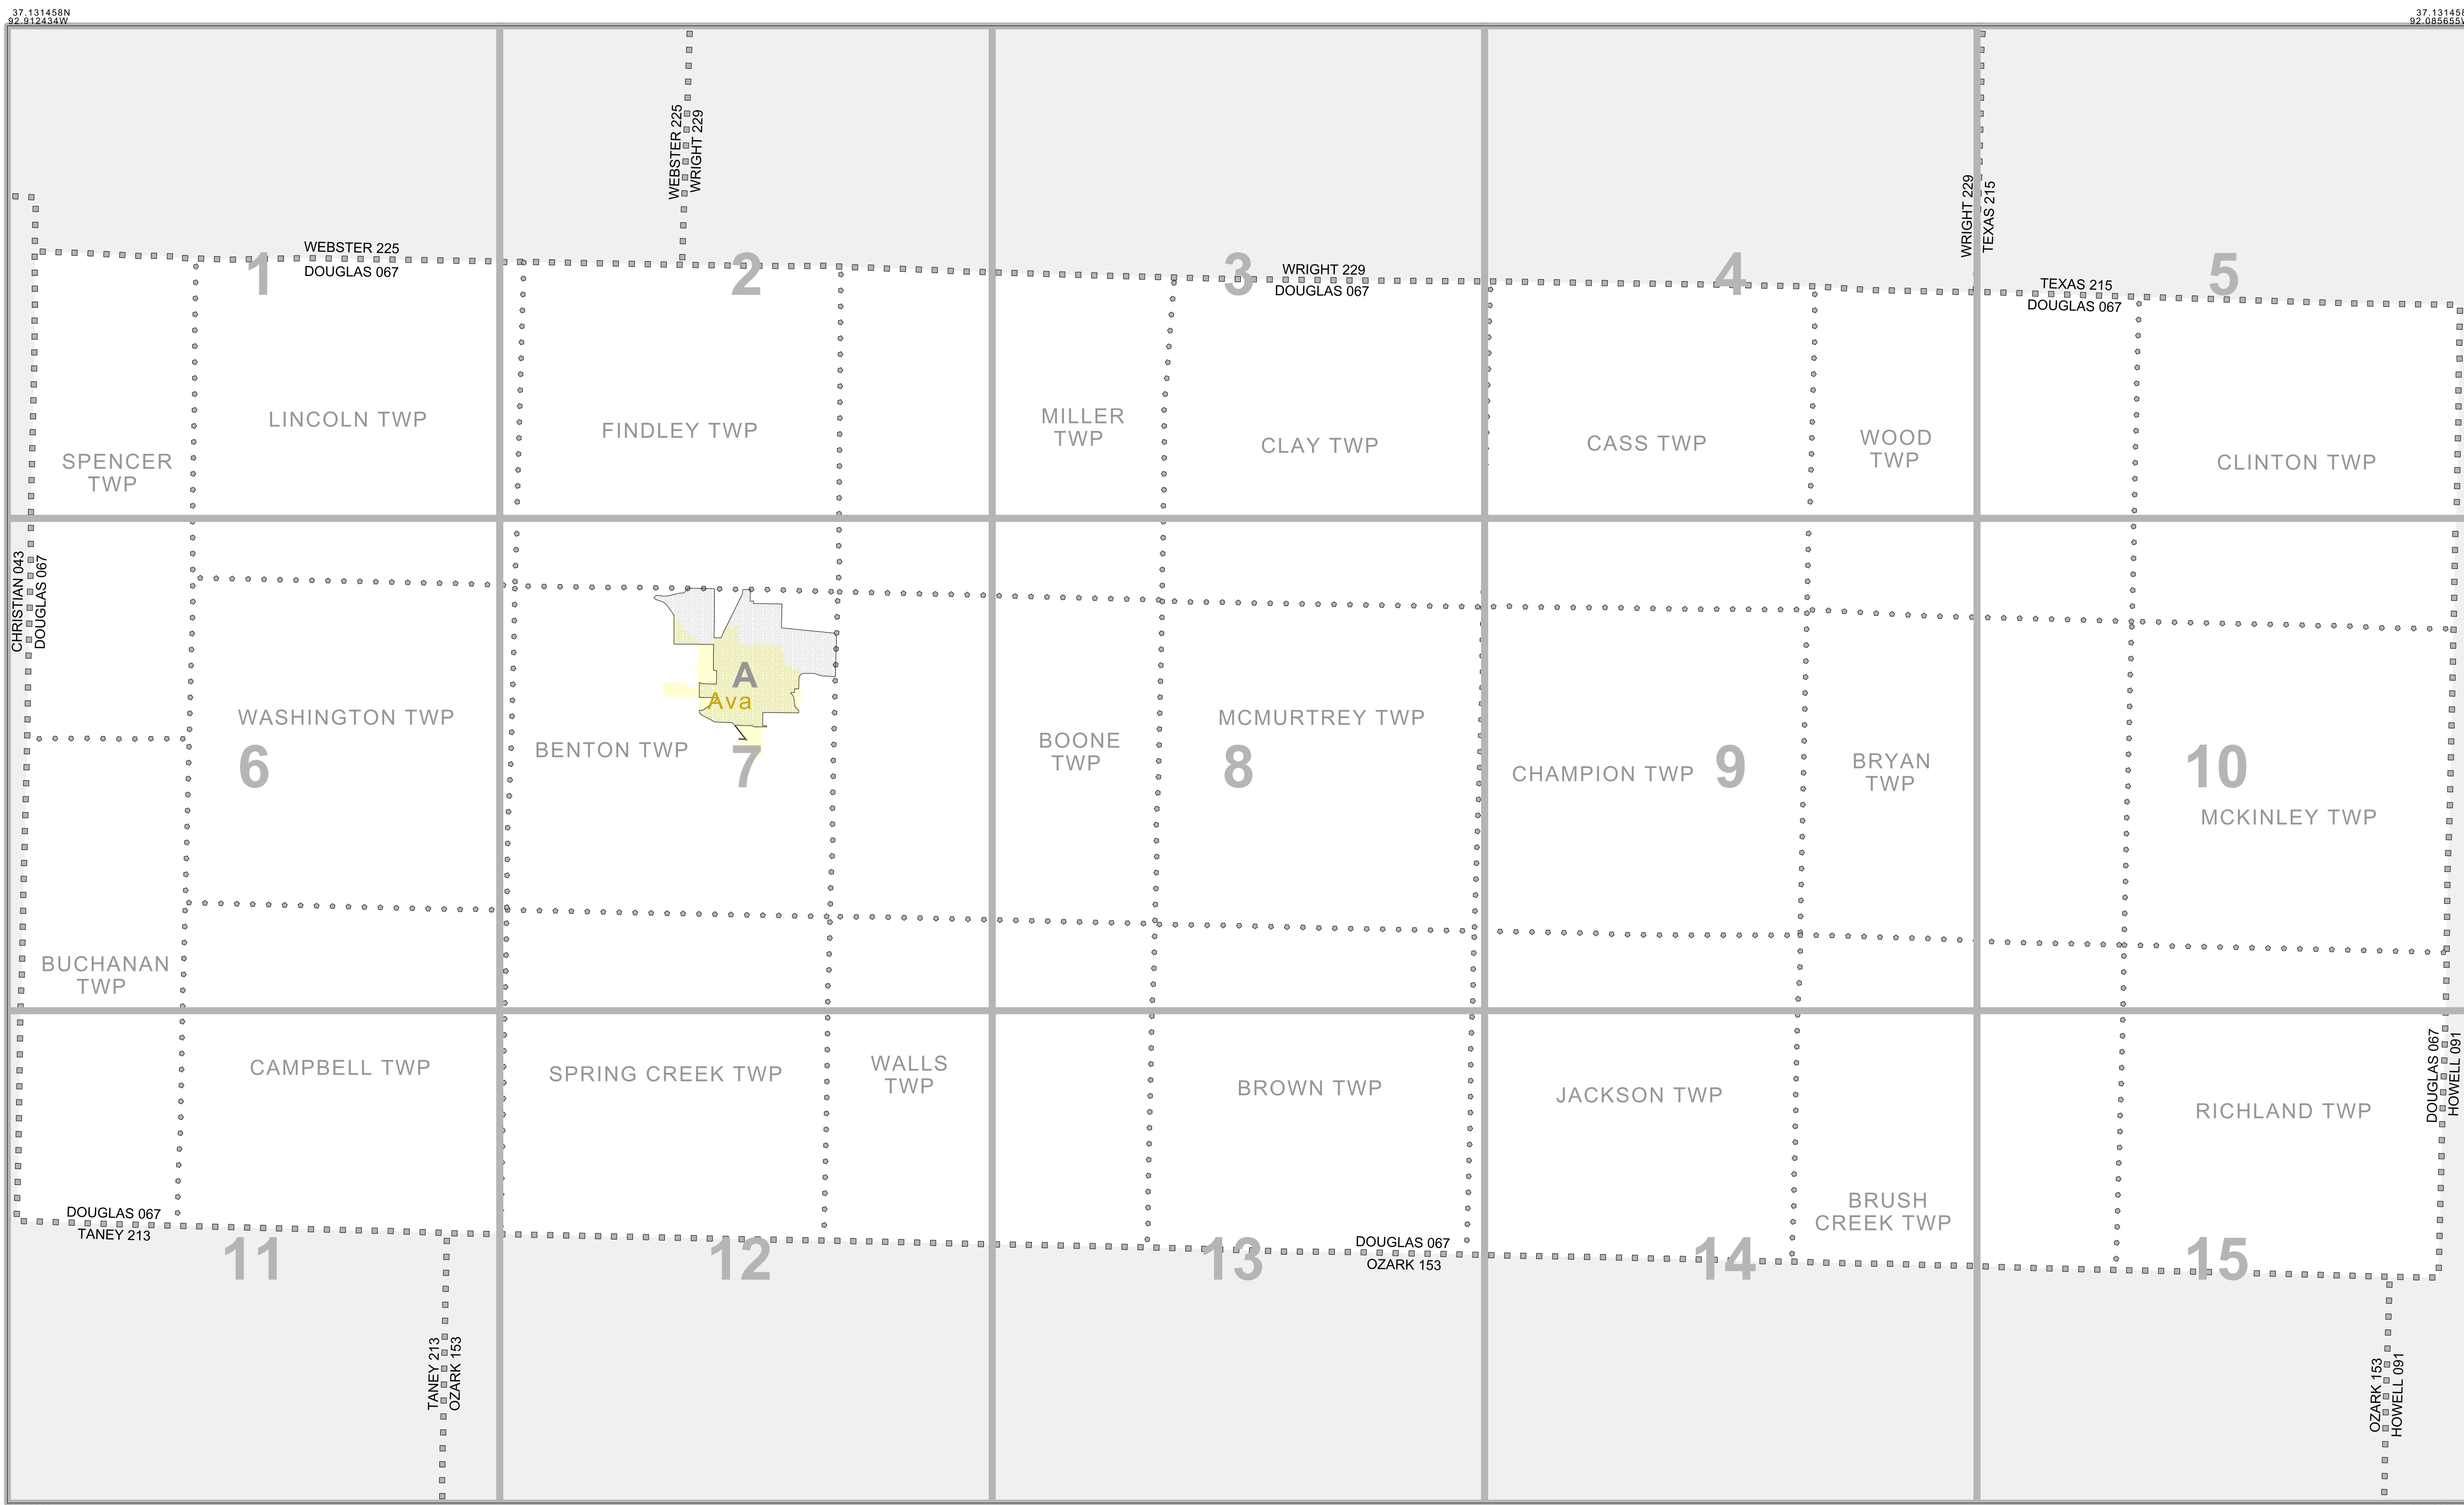 37.131458N
92.912434W
37.131458
92.085655W
WEBSTER 225
WRIGHT 229
WRIGHT 229
TEXAS 215
WEBSTER 225
DOUGLAS 067
1
2
WRIGHT 229
DOUGLAS 067
3
4
TEXAS 215
DOUGLAS 067
5
LINCOLN TWP
FINDLEY TWP
MILLER
TWP
CLAY TWP
CASS TWP
WOOD
TWP
CLINTON TWP
SPENCER
TWP
CHRISTIAN 043
DOUGLAS 067
A
Ava
WASHINGTON TWP
6
BENTON TWP
7
BOONE
TWP
MCMURTREY TWP
8
CHAMPION TWP
9
BRYAN
TWP
10
MCKINLEY TWP
BUCHANAN
TWP
CAMPBELL TWP
SPRING CREEK TWP
WALLS
TWP
BROWN TWP
JACKSON TWP
RICHLAND TWP
DOUGLAS 067
HOWELL 091
BRUSH
CREEK TWP
DOUGLAS 067
TANEY 213
11
12
13
DOUGLAS 067
OZARK 153
14
15
TANEY 213
OZARK 153
OZARK 153
HOWELL 091